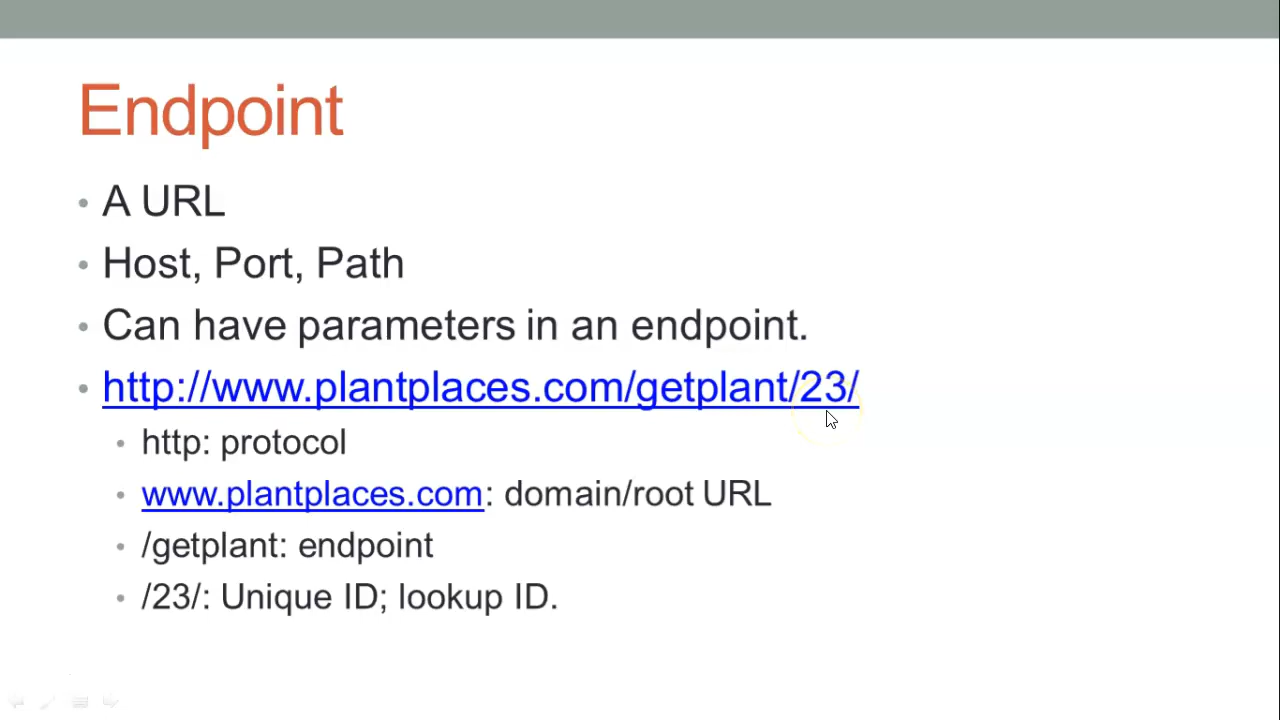 Endpoint
• A URL
• Host, Port, Path
• Can have parameters in an endpoint.
• http://www.plantplaces.com/getplant/23/
• http: protocol
• www.plantplaces.com: domain/root URL
• /getplant: endpoint
• /23/: Unique ID; lookup ID.